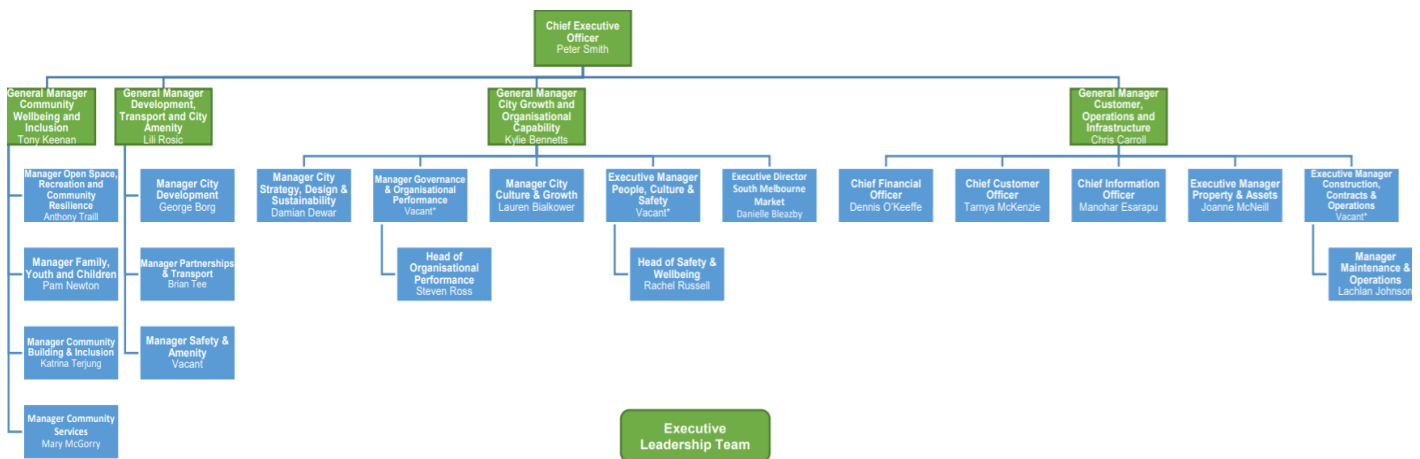 Chief Executive
Officer
Peter Smith
General Manager
Community
Wellbeing and
Inclusion
Tony Keenan
General Manager
Development,
Transport and City
Amenity
Lili Rosic
General Manager
City Growth and
Organisational
Capability
Kylie Bennetts
General Manager
Customer,
Operations and
Infrastructure
Chris Carroll
Manager Open Space,
Recreation and
Community
Resilience
Anthony Traill
Manager City
Development
George Borg
Manager City
Strategy, Design &
Sustainability
Damian Dewar
Manager Governance
& Organisational
Performance
Vacant*
Manager City
Culture & Growth
Lauren Bialkower
Executive Manager
People, Culture &
Safety
Vacant*
Executive Director
South Melbourne
Market
Danielle Bleazby
Chief Financial
Officer
Dennis O'Keeffe
Chief Customer
Officer
Tarnya McKenzie
Chief Information
Officer
Manohar Esarapu
Executive Manager
Property & Assets
Joanne McNeill
Executive Manager
Construction,
Contracts &
Operations
Vacant*
Manager Family,
Youth and Children
Pam Newton
Manager Partnerships
& Transport
Brian Tee
Head of
Organisational
Performance
Steven Ross
Head of Safety &
Wellbeing
Rachel Russell
Manager
Maintenance &
Operations
Lachlan Johnson
Manager Community
Building & Inclusion
Katrina Terjung
Manager Safety &
Amenity
Vacant
Manager Community
Services
Mary McGorry
Executive
Leadership Team